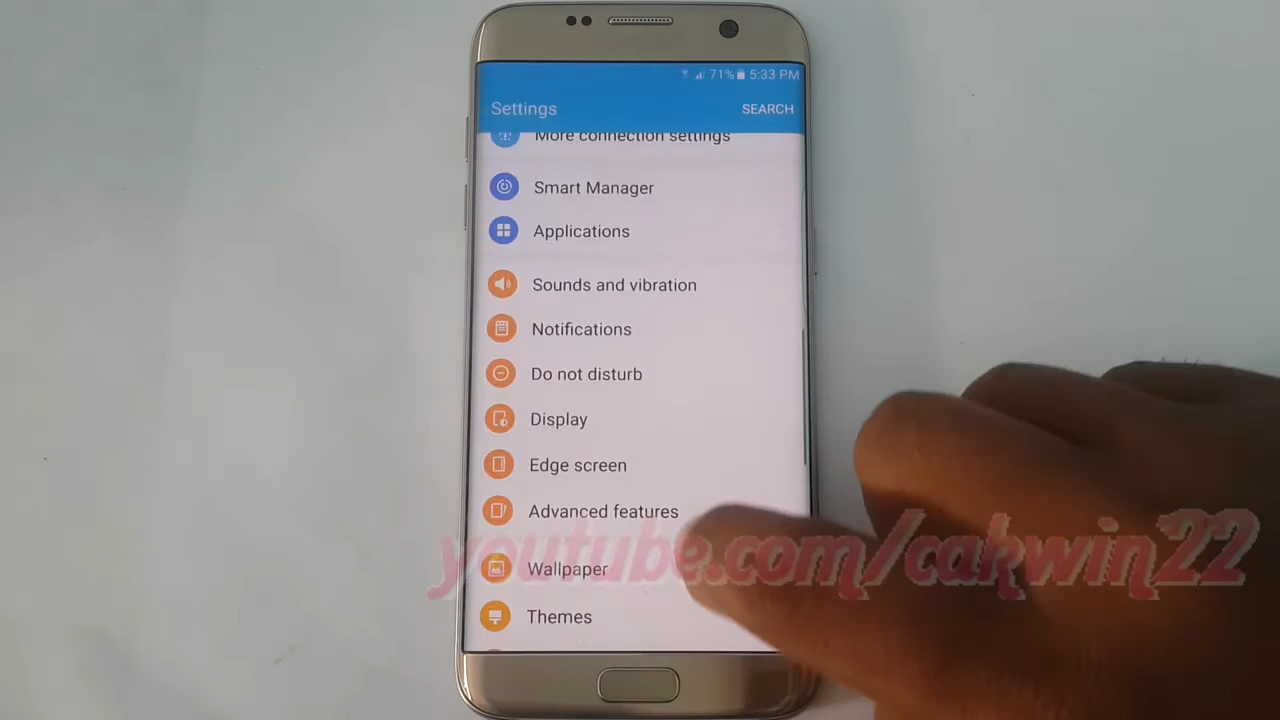 71% 5:33 PM
Settings SEARCH
More connection settings
Smart Manager
Applications
Sounds and vibration
Notifications
Do not disturb
Display
Edge screen
Advanced features
youtube.com/cakwin22
Wallpaper
Themes